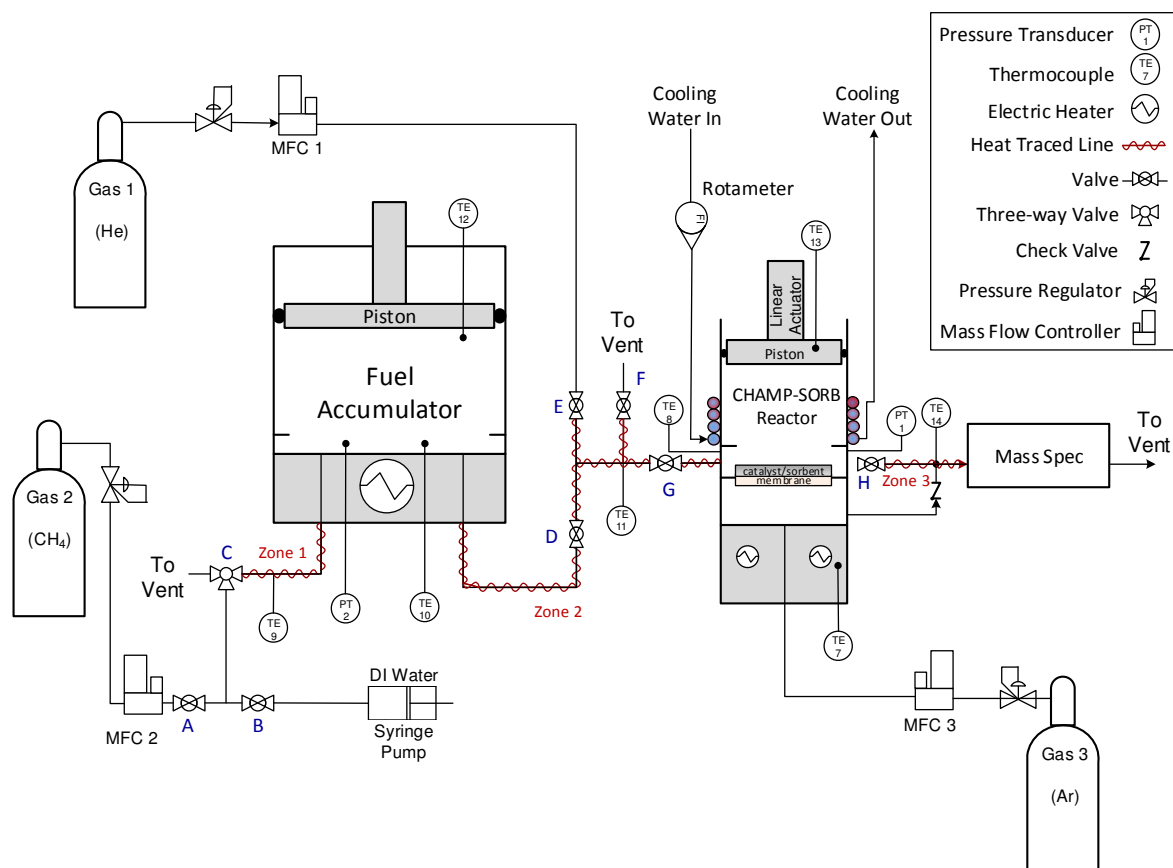 Pressure Transducer
PT
1
Thermocouple
TE
7
Electric Heater
Heat Traced Line
Valve
Three-way Valve
Check Valve
Pressure Regulator
Mass Flow Controller
MFC 1
Gas 1
(He)
Cooling
Water In
Cooling
Water Out
Rotameter
FI
TE
12
TE
13
Linear
Actuator
Piston
Piston
To
Vent
F
E
Fuel
Accumulator
CHAMP-SORB
Reactor
TE
8
PT
1
TE
14
To
Vent
Mass Spec
catalyst/sorbent
membrane
H
Zone 3
G
Gas 2
(CH₄)
D
TE
11
C
Zone 1
To
Vent
Zone 2
TE
9
PT
2
TE
10
TE
7
DI Water
Syringe
Pump
A
B
MFC 2
MFC 3
Gas 3
(Ar)